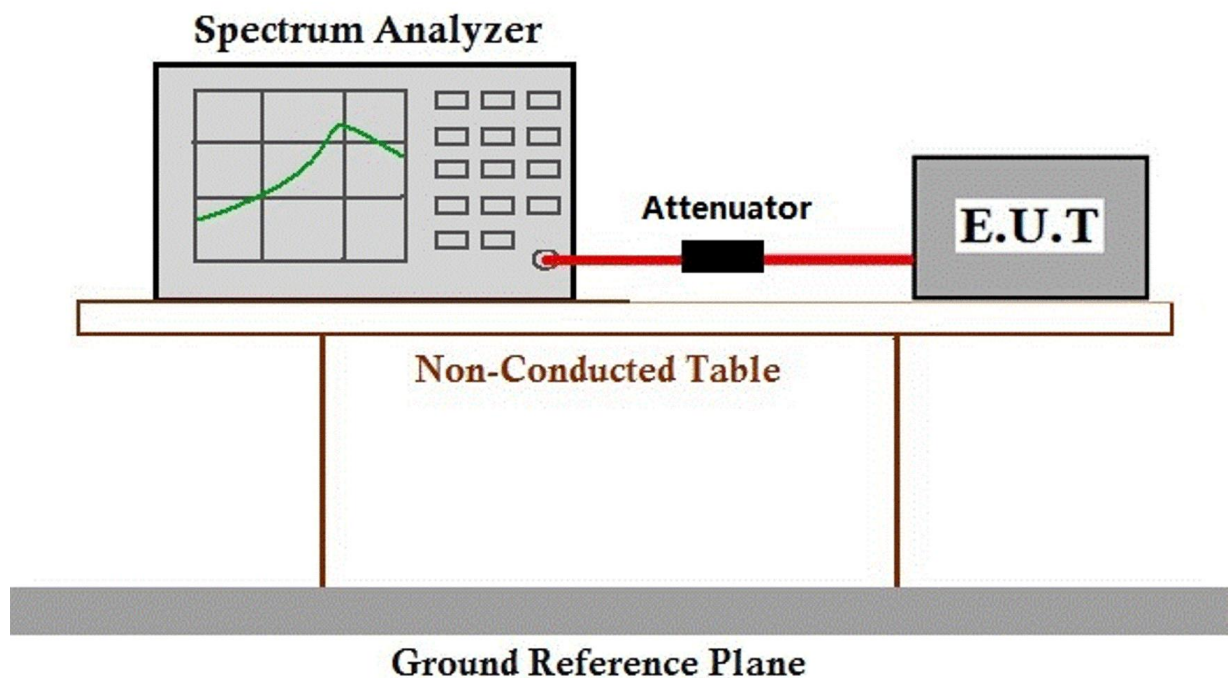 Spectrum Analyzer
Attenuator
E.U.T
Non-Conducted Table
Ground Reference Plane